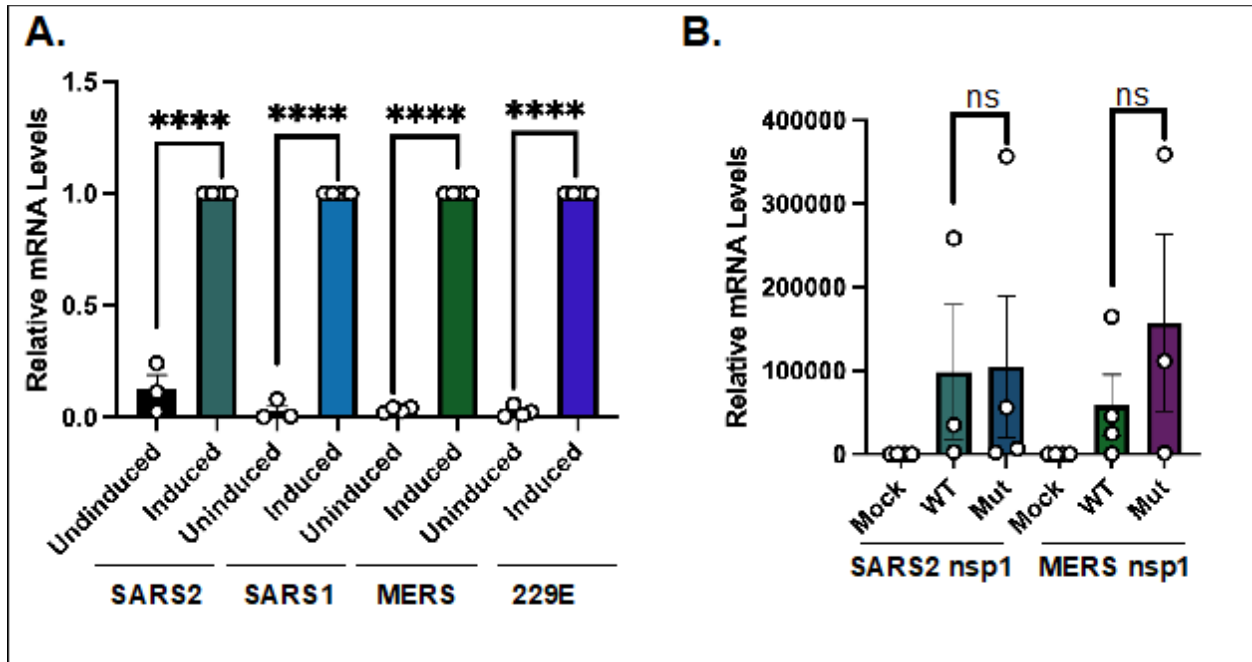 A.
Relative mRNA Levels
1.5
1.0
0.5
0.0
****
****
****
****
Undinduced
Induced
Uninduced
Induced
Uninduced
Induced
Uninduced
Induced
SARS2
SARS1
MERS
229E
B.
Relative mRNA Levels
400000
300000
200000
100000
0
ns
ns
Mock
WT
Mut
Mock
WT
Mut
SARS2 nsp1
MERS nsp1